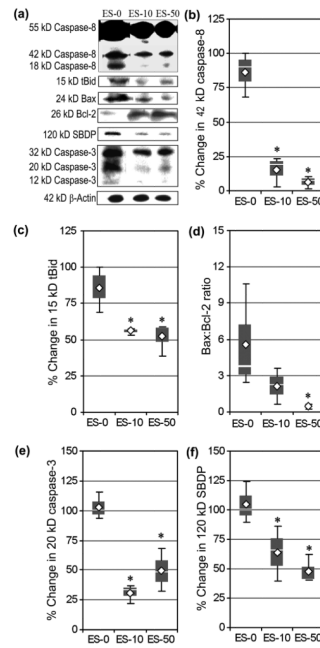 (a)
ES-0 ES-10 ES-50
55 kD Caspase-8
42 kD Caspase-8
18 kD Caspase-8
15 kD tBid
24 kD Bax
26 kD Bcl-2
120 kD SBDP
32 kD Caspase-3
20 kD Caspase-3
12 kD Caspase-3
42 kD β-Actin
(b)
% Change in 42 kD caspase-8
100
75
50
25
0
* *
ES-0 ES-10 ES-50
(c)
% Change in 15 kD tBid
125
100
75
50
25
0
* *
ES-0 ES-10 ES-50
(d)
Bax:Bcl-2 ratio
15
12
9
6
3
0
*
ES-0 ES-10 ES-50
(e)
% Change in 20 kD caspase-3
150
125
100
75
50
25
0
* *
ES-0 ES-10 ES-50
(f)
% Change in 120 kD SBDP
150
125
100
75
50
25
0
* *
ES-0 ES-10 ES-50